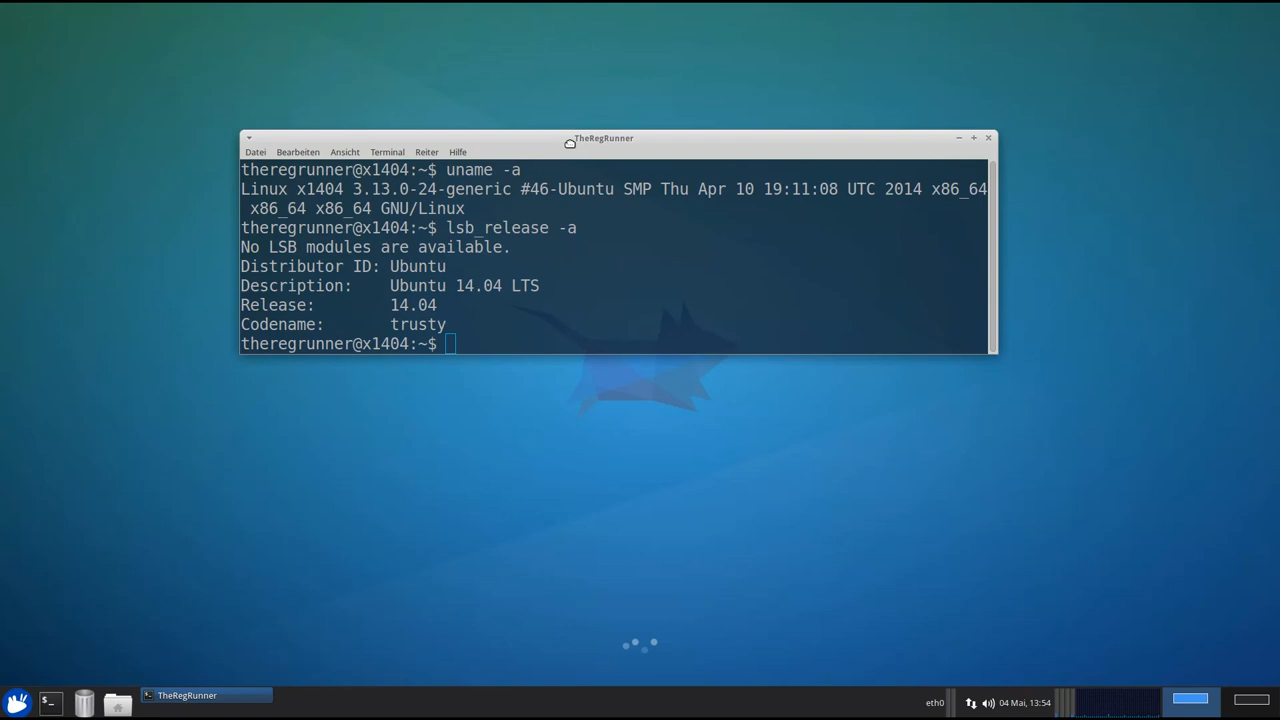 TheRegRunner
Datei Bearbeiten Ansicht Terminal Reiter Hilfe
theregrunner@x1404:~$ uname -a
Linux x1404 3.13.0-24-generic #46-Ubuntu SMP Thu Apr 10 19:11:08 UTC 2014 x86_64
x86_64 x86_64 GNU/Linux
theregrunner@x1404:~$ lsb_release -a
No LSB modules are available.
Distributor ID: Ubuntu
Description: Ubuntu 14.04 LTS
Release: 14.04
Codename: trusty
theregrunner@x1404:~$
$_ TheRegRunner eth0 04 Mai, 13:54